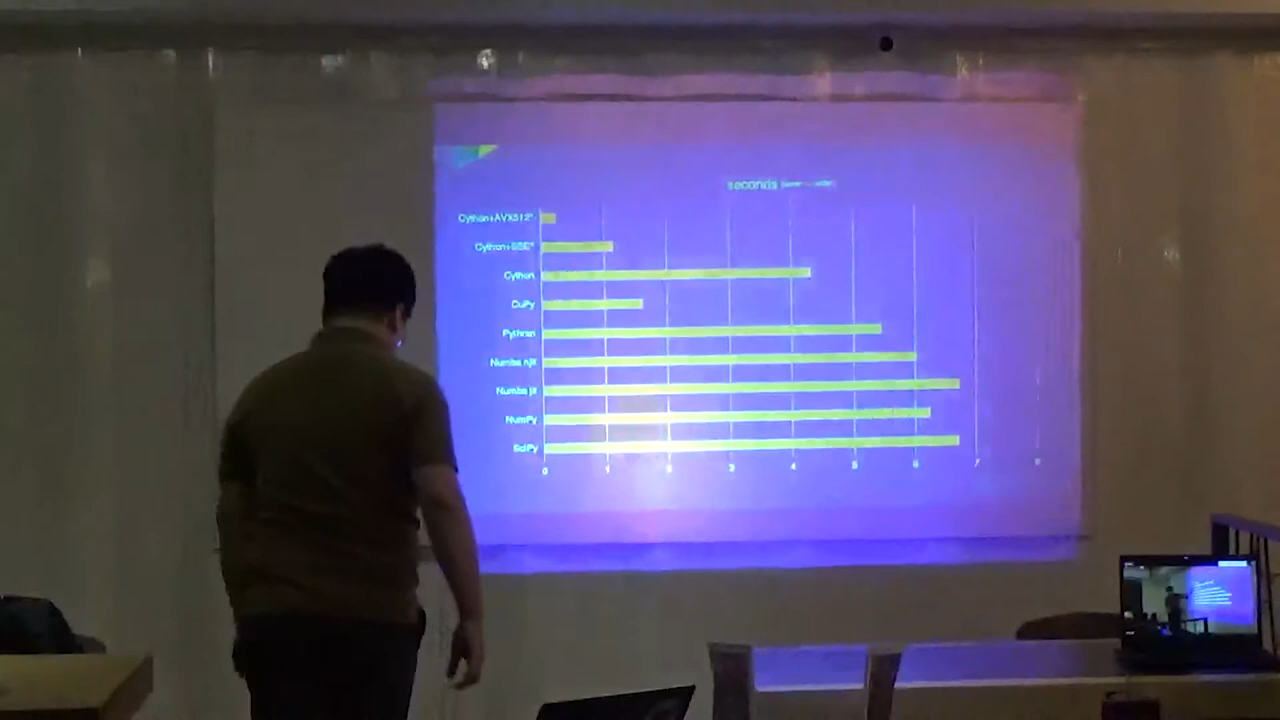 seconds
Cython+AVX512*
Cython+SSE*
Cython
CuPy
Pythran
Numba njit
Numba jit
NumPy
SciPy
0 1 2 3 4 5 6 7 8